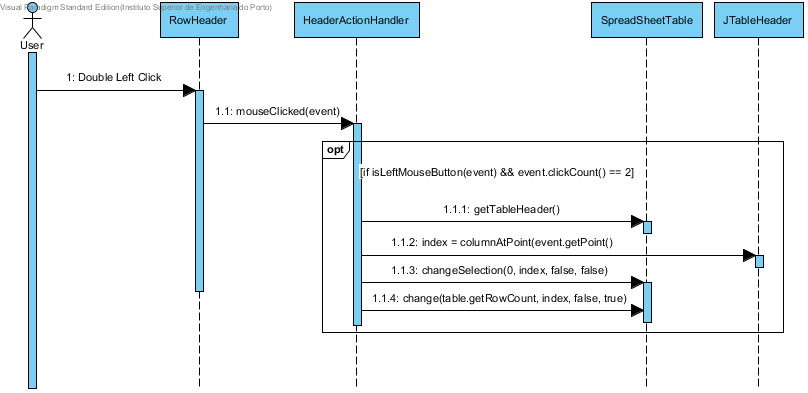 Visual Paradigm Standard Edition(Instituto Superior de Engenharia do Porto)
RowHeader
HeaderActionHandler
SpreadSheetTable
JTableHeader
User
1: Double Left Click
1.1: mouseClicked(event)
opt
[if isLeftMouseButton(event) && event.clickCount() == 2]
1.1.1: getTableHeader()
1.1.2: index = columnAtPoint(event.getPoint()
1.1.3: changeSelection(0, index, false, false)
1.1.4: change(table.getRowCount, index, false, true)